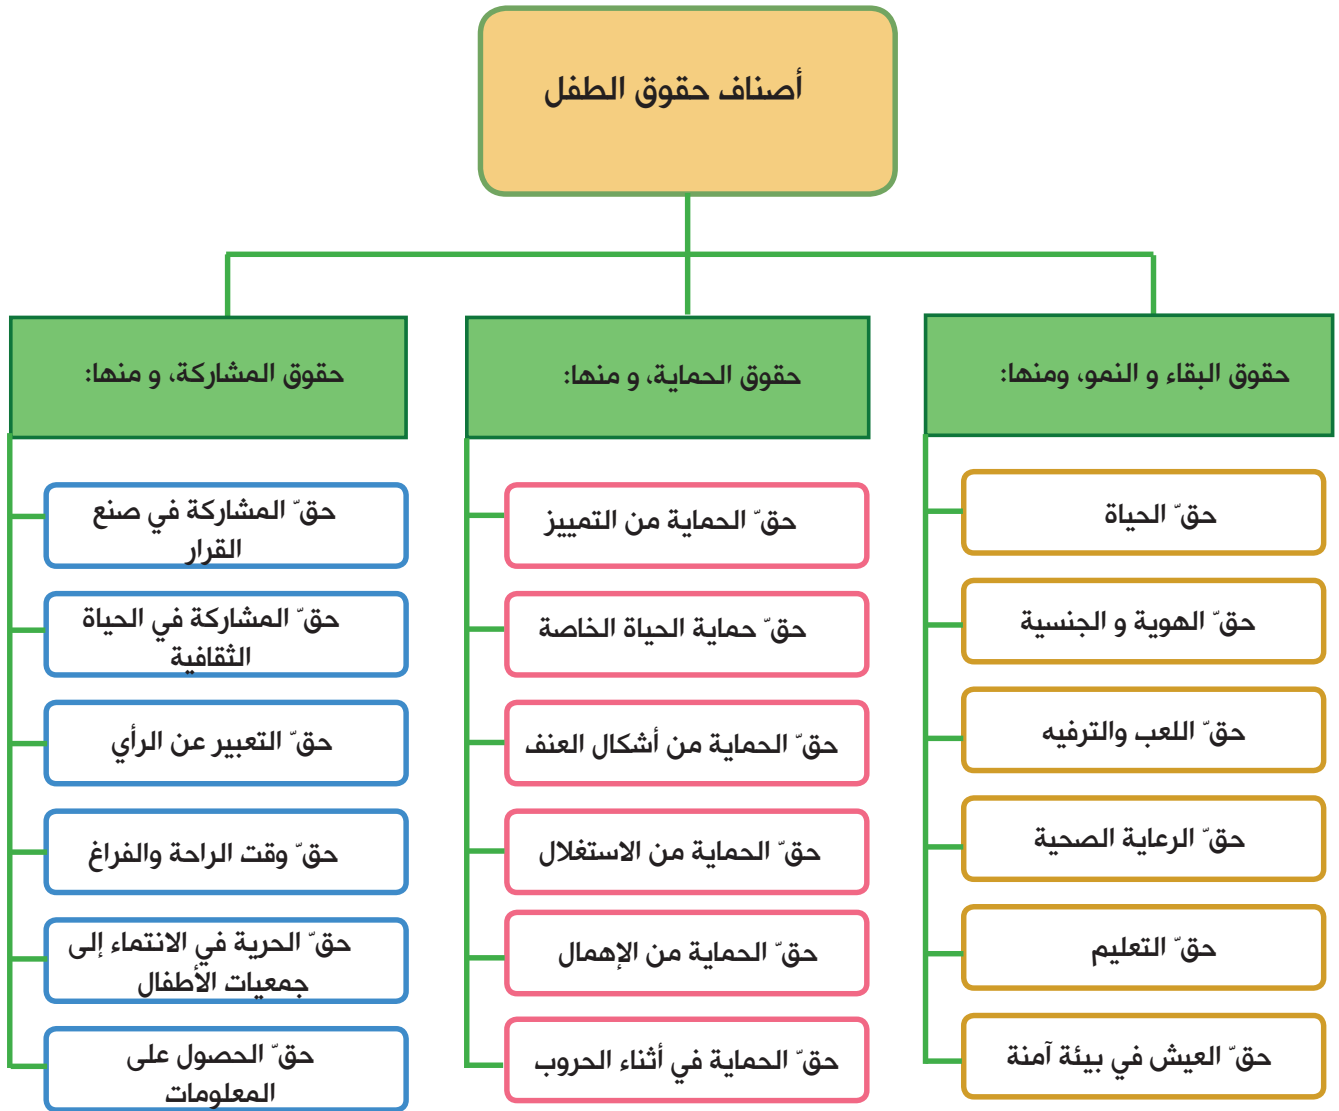 أصناف حقوق الطفل
حقوق البقاء و النمو، ومنها:
حقّ الحياة
حقّ الهوية و الجنسية
حقّ اللعب والترفيه
حقّ الرعاية الصحية
حقّ التعليم
حقّ العيش في بيئة آمنة
حقوق الحماية، و منها:
حقّ الحماية من التمييز
حقّ حماية الحياة الخاصة
حقّ الحماية من أشكال العنف
حقّ الحماية من الاستغلال
حقّ الحماية من الإهمال
حقّ الحماية في أثناء الحروب
حقوق المشاركة، و منها:
حقّ المشاركة في صنع
القرار
حقّ المشاركة في الحياة
الثقافية
حقّ التعبير عن الرأي
حقّ وقت الراحة والفراغ
حقّ الحرية في الانتماء إلى
جمعيات الأطفال
حقّ الحصول على
المعلومات